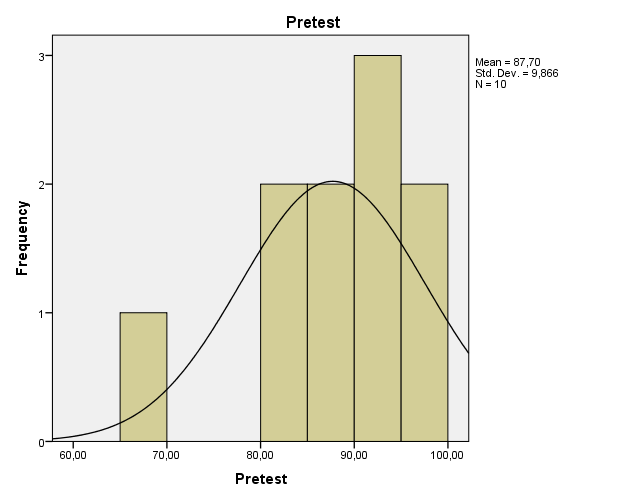 Pretest
Mean = 87,70
Std. Dev. = 9,866
N = 10
3
2
1
0
Frequency
60,00 70,00 80,00 90,00 100,00
Pretest